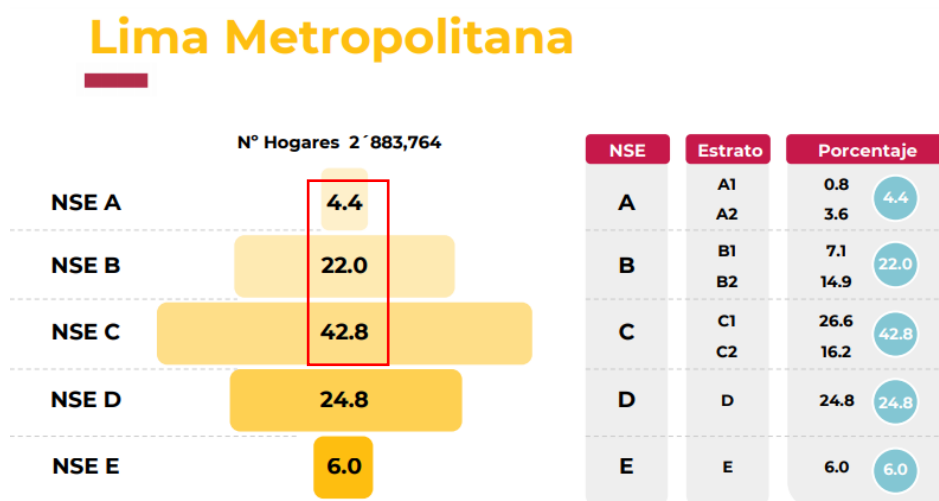 Lima Metropolitana
Nº Hogares 2´883,764
NSE A 4.4
NSE B 22.0
NSE C 42.8
NSE D 24.8
NSE E 6.0
NSE Estrato Porcentaje
A A1 0.8 4.4
A2 3.6
B B1 7.1 22.0
B2 14.9
C C1 26.6 42.8
C2 16.2
D D 24.8 24.8
E E 6.0 6.0